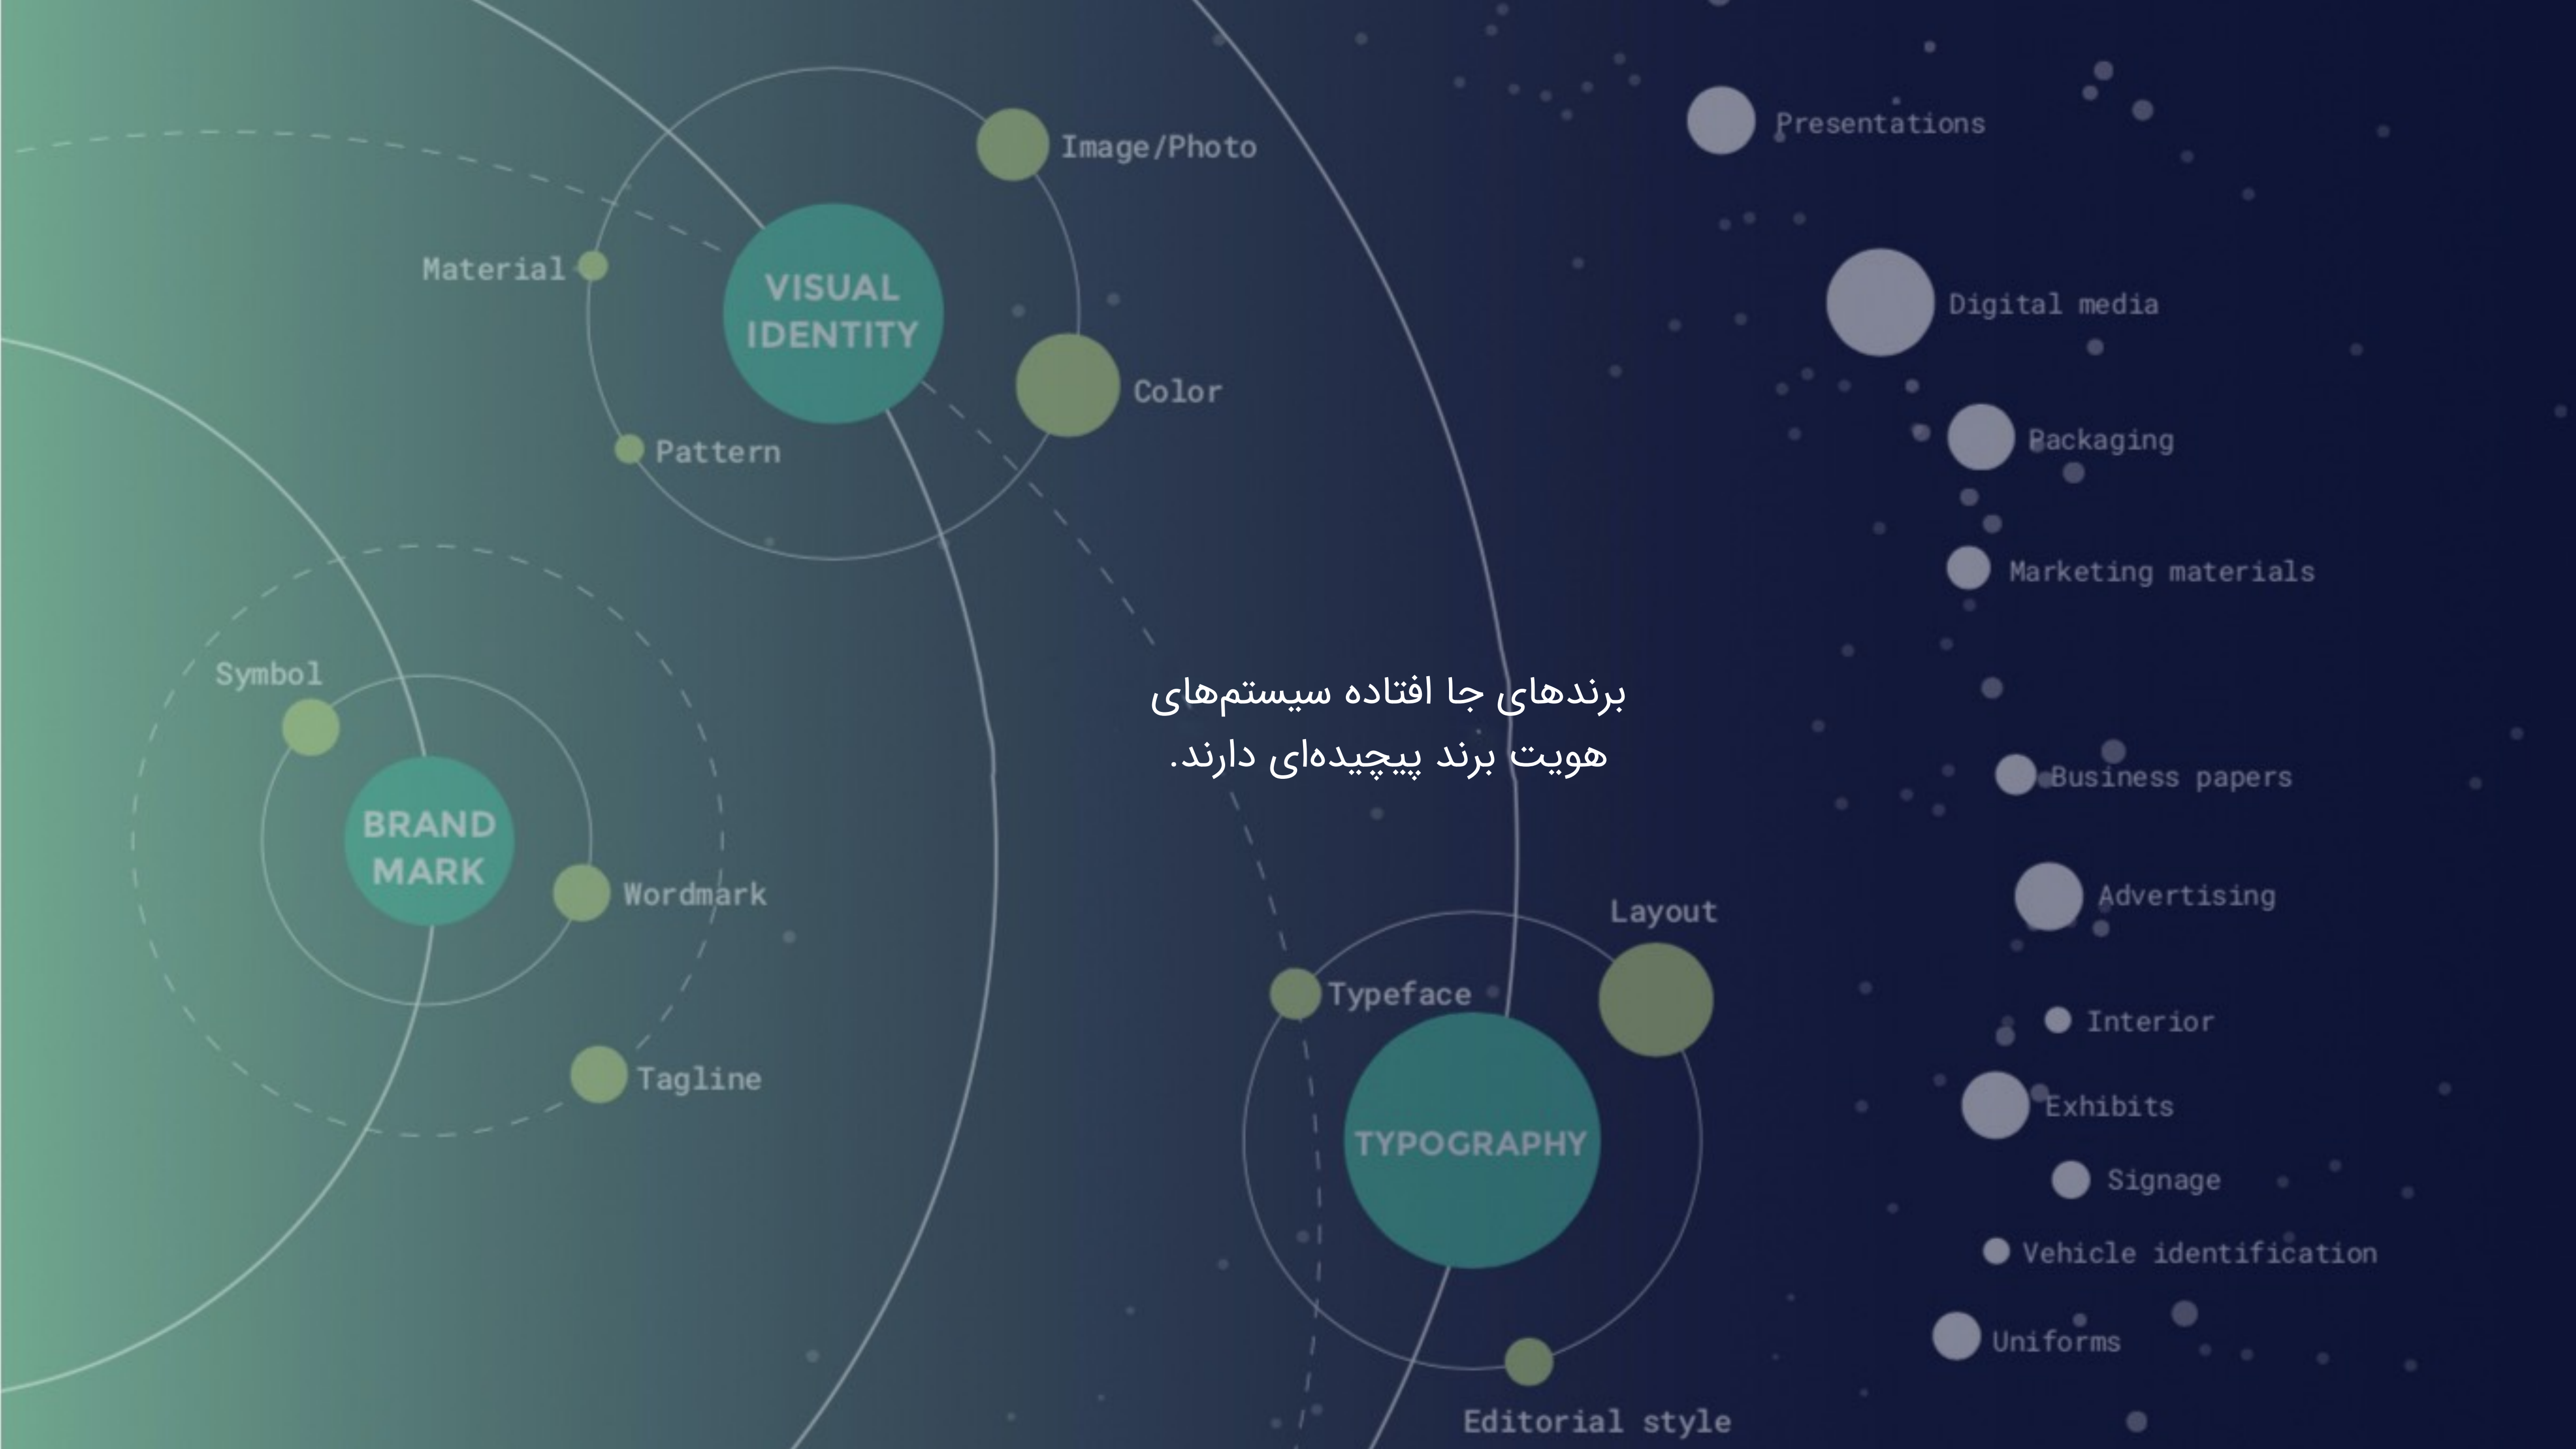 Image/Photo
Material
VISUAL
IDENTITY
Color
Pattern
Symbol
BRAND
MARK
Wordmark
Tagline
برندهای جا افتاده سیستم‌های
هویت برند پیچیده‌ای دارند.
Layout
Typeface
TYPOGRAPHY
Editorial style
Presentations
Digital media
Packaging
Marketing materials
Business papers
Advertising
Interior
Exhibits
Signage
Vehicle identification
Uniforms